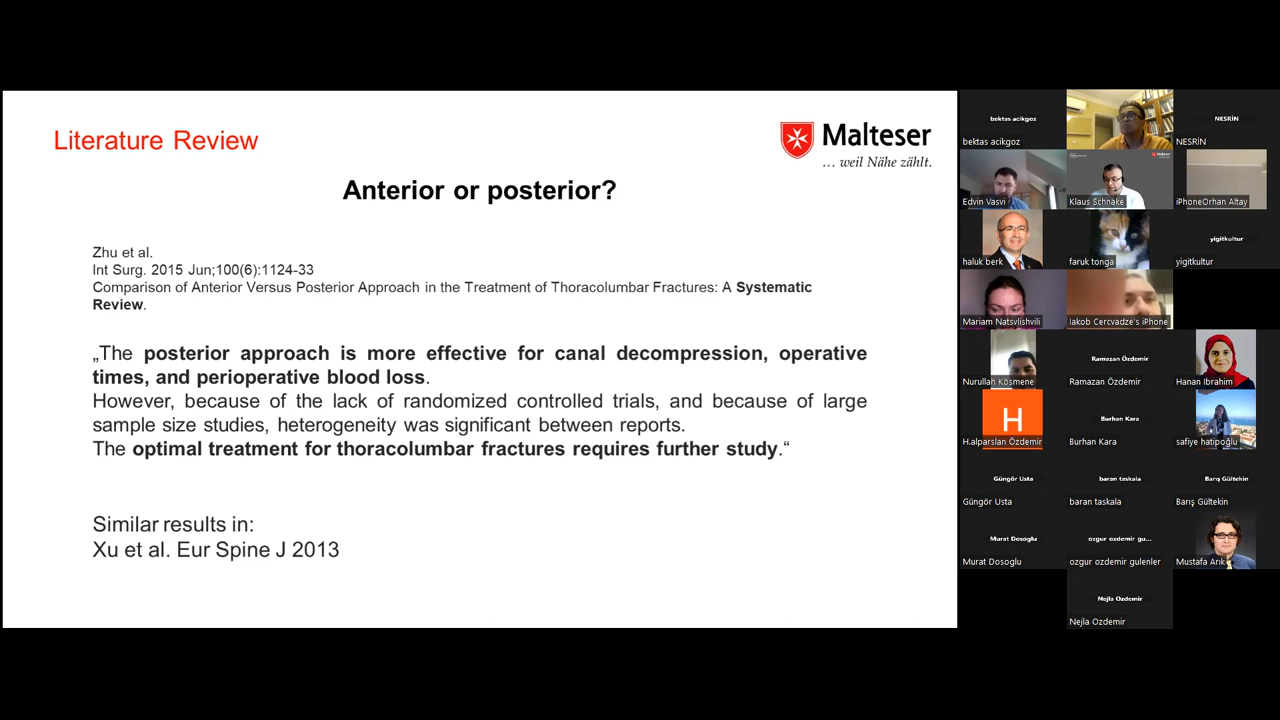 Literature Review
Malteser
... weil Nähe zählt.
Anterior or posterior?
Zhu et al.
Int Surg. 2015 Jun;100(6):1124-33
Comparison of Anterior Versus Posterior Approach in the Treatment of Thoracolumbar Fractures: A Systematic
Review.
„The posterior approach is more effective for canal decompression, operative
times, and perioperative blood loss.
However, because of the lack of randomized controlled trials, and because of large
sample size studies, heterogeneity was significant between reports.
The optimal treatment for thoracolumbar fractures requires further study.“
Similar results in:
Xu et al. Eur Spine J 2013
bektas acikgoz
bektas acikgoz
NESRİN
NESRİN
Edvin Vasvi
Klaus Schnake
Malteser
iPhoneOrhan Altay
haluk berk
faruk tonga
yigitkultur
yigitkultur
Mariam Natsvlishvili
Iakob Cercvadze's iPhone
Nurullah Kösmene
Ramazan Özdemir
Ramazan Özdemir
Hanan Ibrahim
H
H.alparslan Özdemir
Burhan Kara
Burhan Kara
safiye hatipoğlu
Güngör Usta
Güngör Usta
baran taskala
baran taskala
Barış Gültekin
Barış Gültekin
Murat Dosoglu
Murat Dosoglu
ozgur ozdemir gu...
ozgur ozdemir gulenler
Mustafa Arık
Nejla Ozdemir
Nejla Ozdemir